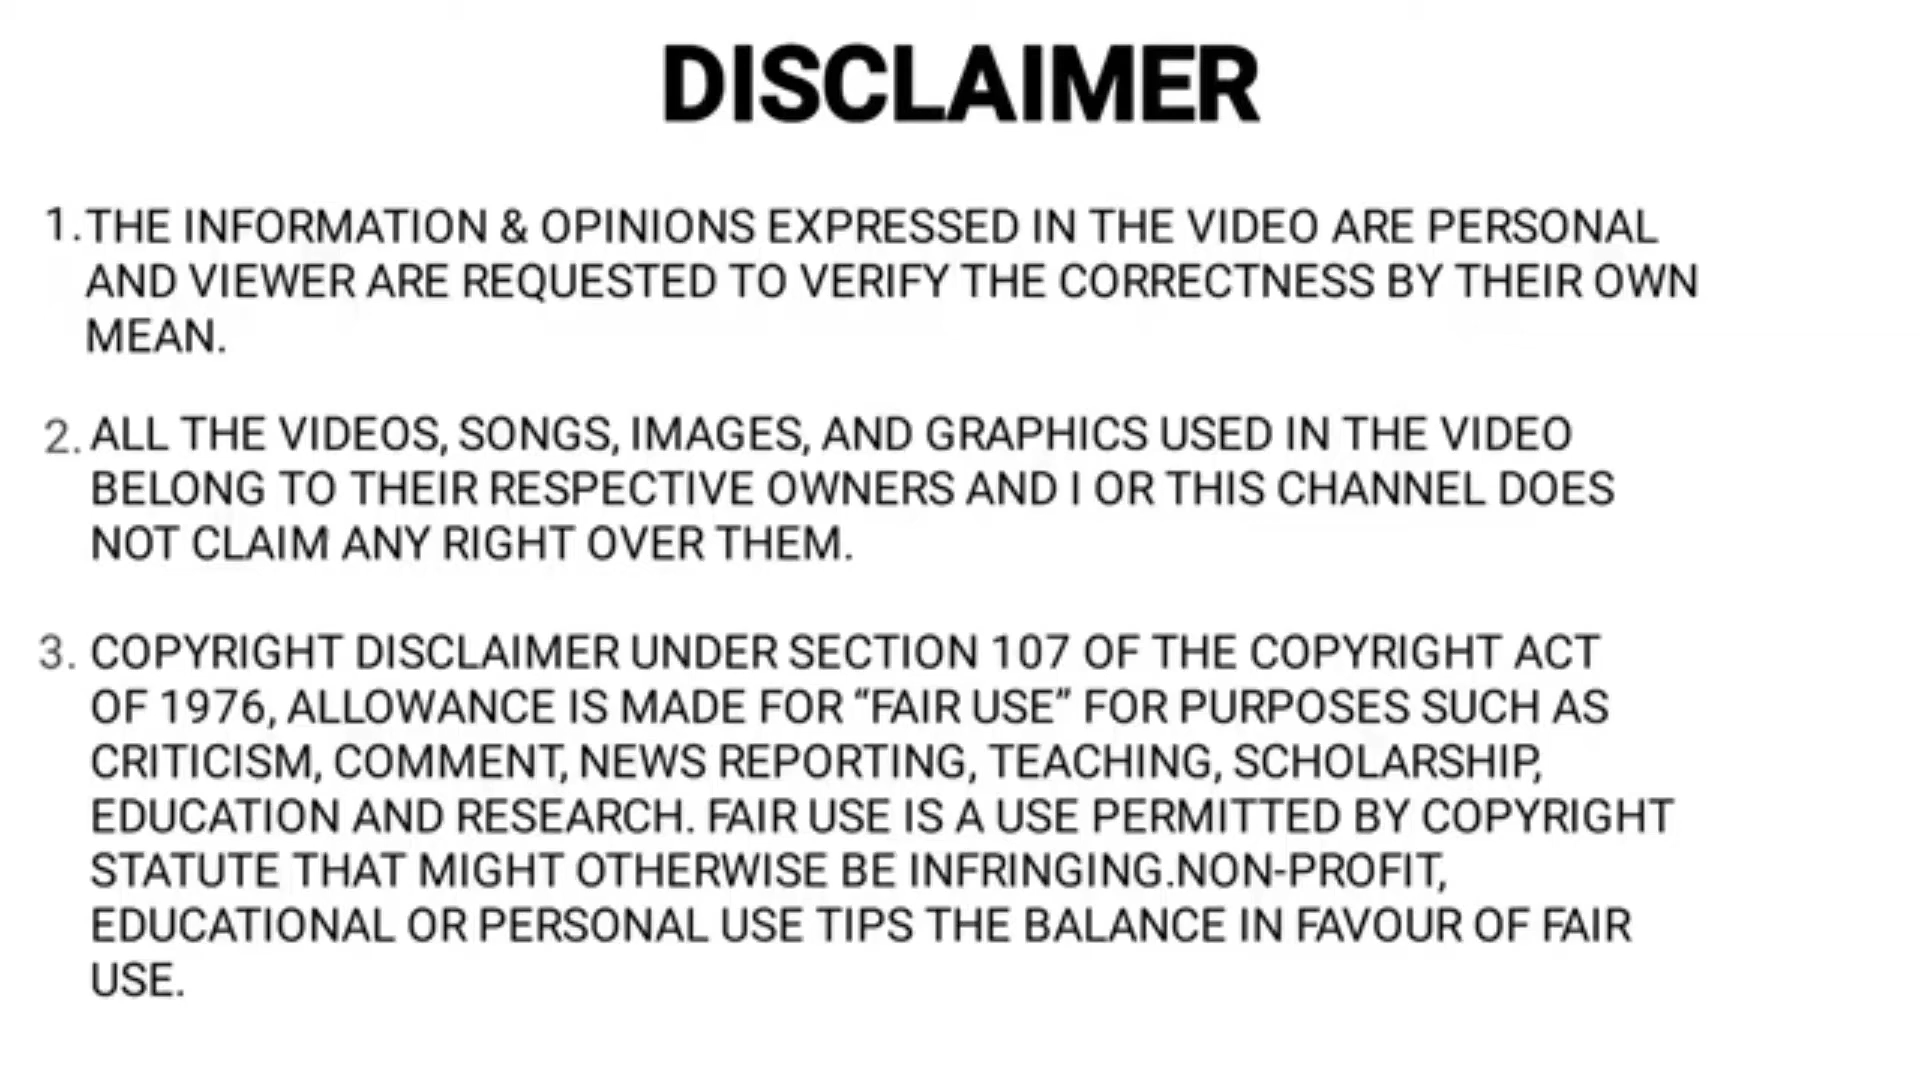 DISCLAIMER
1. THE INFORMATION & OPINIONS EXPRESSED IN THE VIDEO ARE PERSONAL
AND VIEWER ARE REQUESTED TO VERIFY THE CORRECTNESS BY THEIR OWN
MEAN.
2. ALL THE VIDEOS, SONGS, IMAGES, AND GRAPHICS USED IN THE VIDEO
BELONG TO THEIR RESPECTIVE OWNERS AND I OR THIS CHANNEL DOES
NOT CLAIM ANY RIGHT OVER THEM.
3. COPYRIGHT DISCLAIMER UNDER SECTION 107 OF THE COPYRIGHT ACT
OF 1976, ALLOWANCE IS MADE FOR “FAIR USE” FOR PURPOSES SUCH AS
CRITICISM, COMMENT, NEWS REPORTING, TEACHING, SCHOLARSHIP,
EDUCATION AND RESEARCH. FAIR USE IS A USE PERMITTED BY COPYRIGHT
STATUTE THAT MIGHT OTHERWISE BE INFRINGING.NON-PROFIT,
EDUCATIONAL OR PERSONAL USE TIPS THE BALANCE IN FAVOUR OF FAIR
USE.